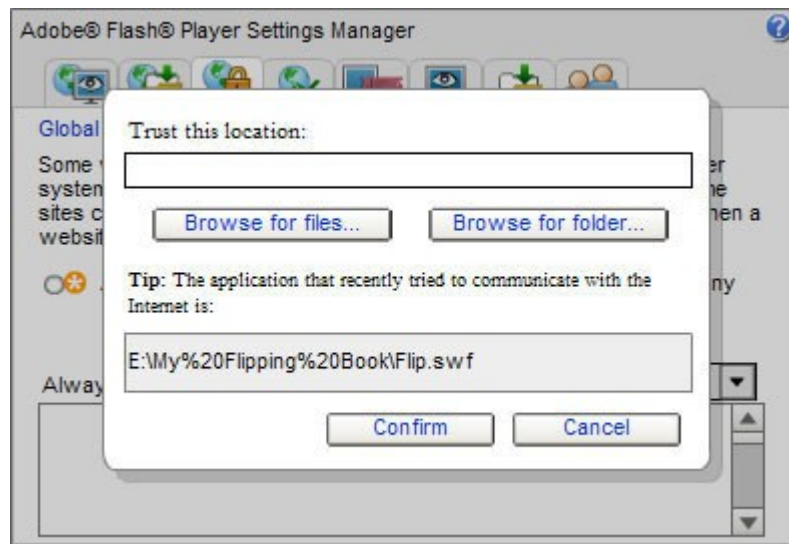 Adobe® Flash® Player Settings Manager
?
Global
Trust this location:
Some
er
system
he
sites c
hen a
websit
Browse for files...
Browse for folder...
Tip: The application that recently tried to communicate with the
Internet is:
ny
E:\My%20Flipping%20Book\Flip.swf
Alway
Confirm
Cancel